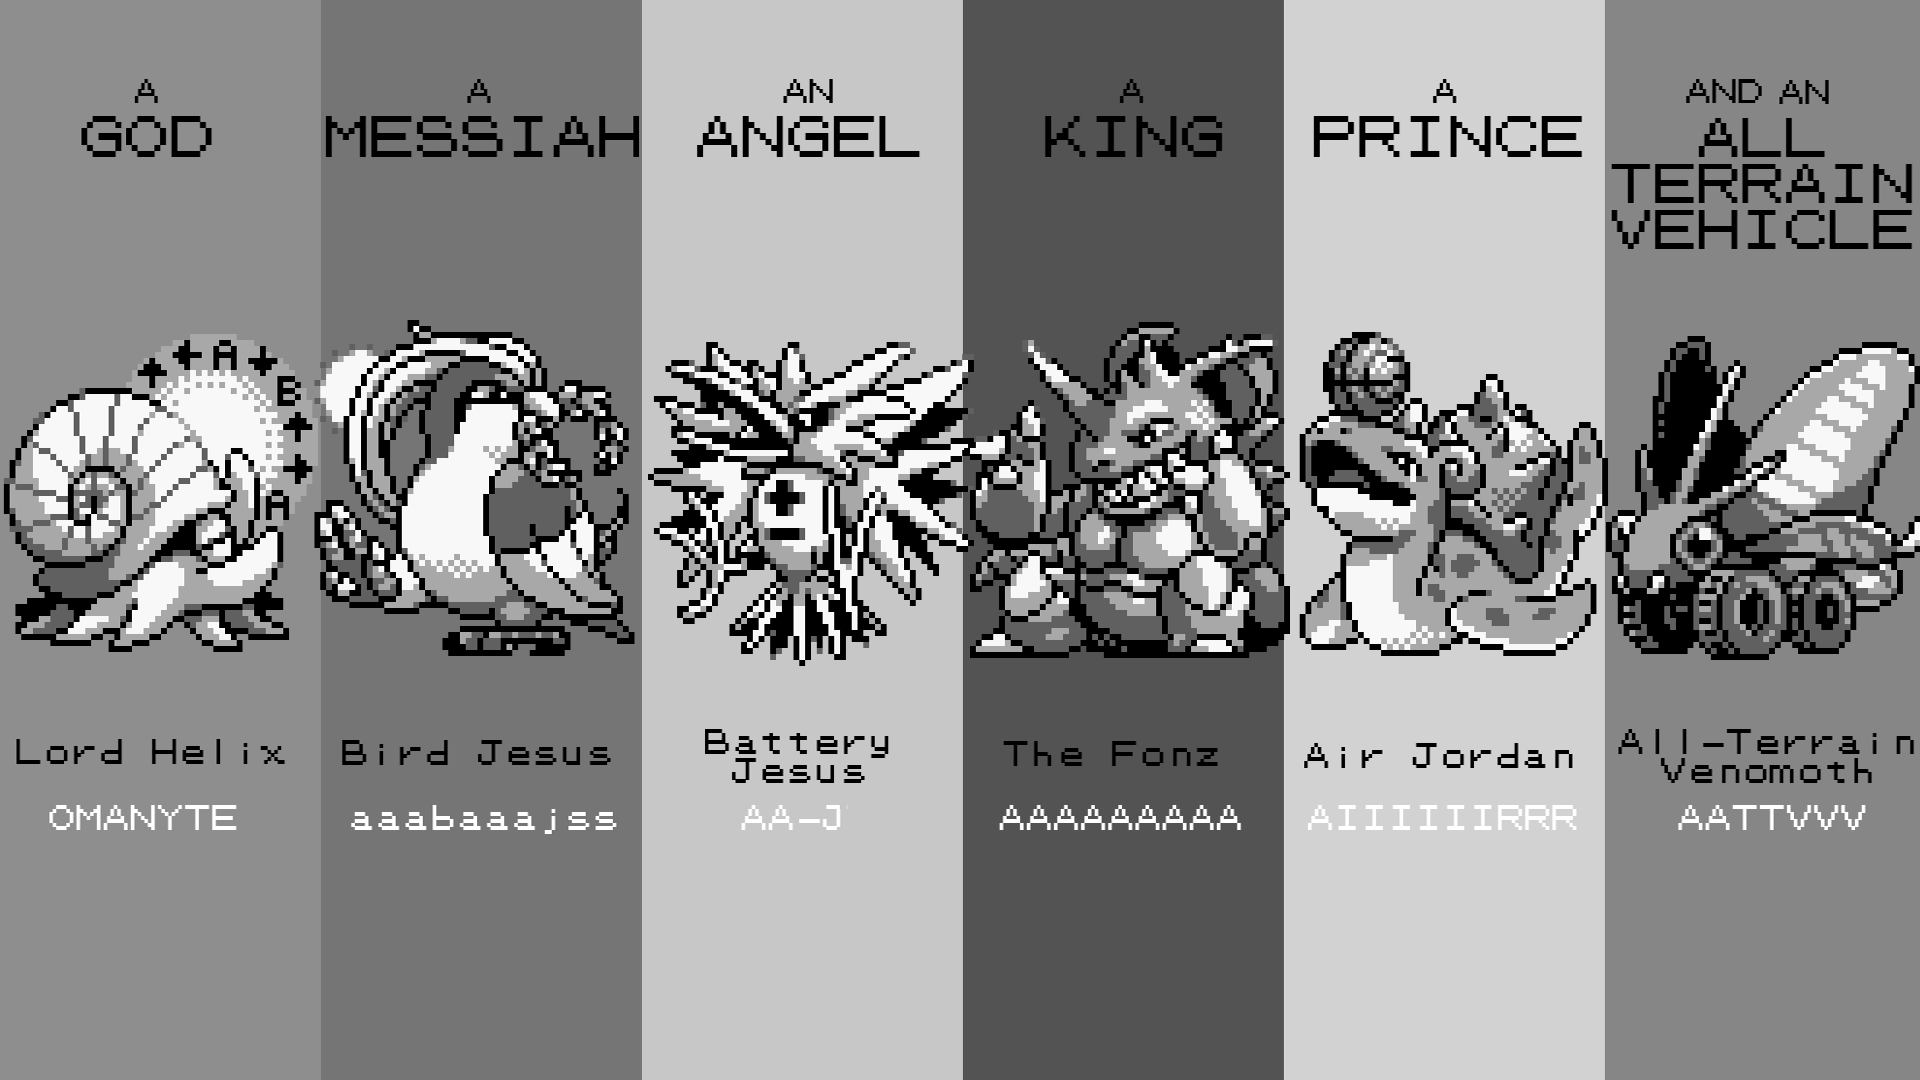 A
GOD
A
MESSIAH
AN
ANGEL
A
KING
A
PRINCE
AND AN
ALL
TERRAIN
VEHICLE
A
B
A
+
-
Lord Helix
OMANYTE
Bird Jesus
aaabaaajss
Battery
Jesus
AA-J
The Fonz
AAAAAAAAA
Air Jordan
AIIIIIIRRR
All-Terrain
Venomoth
AATTVVV